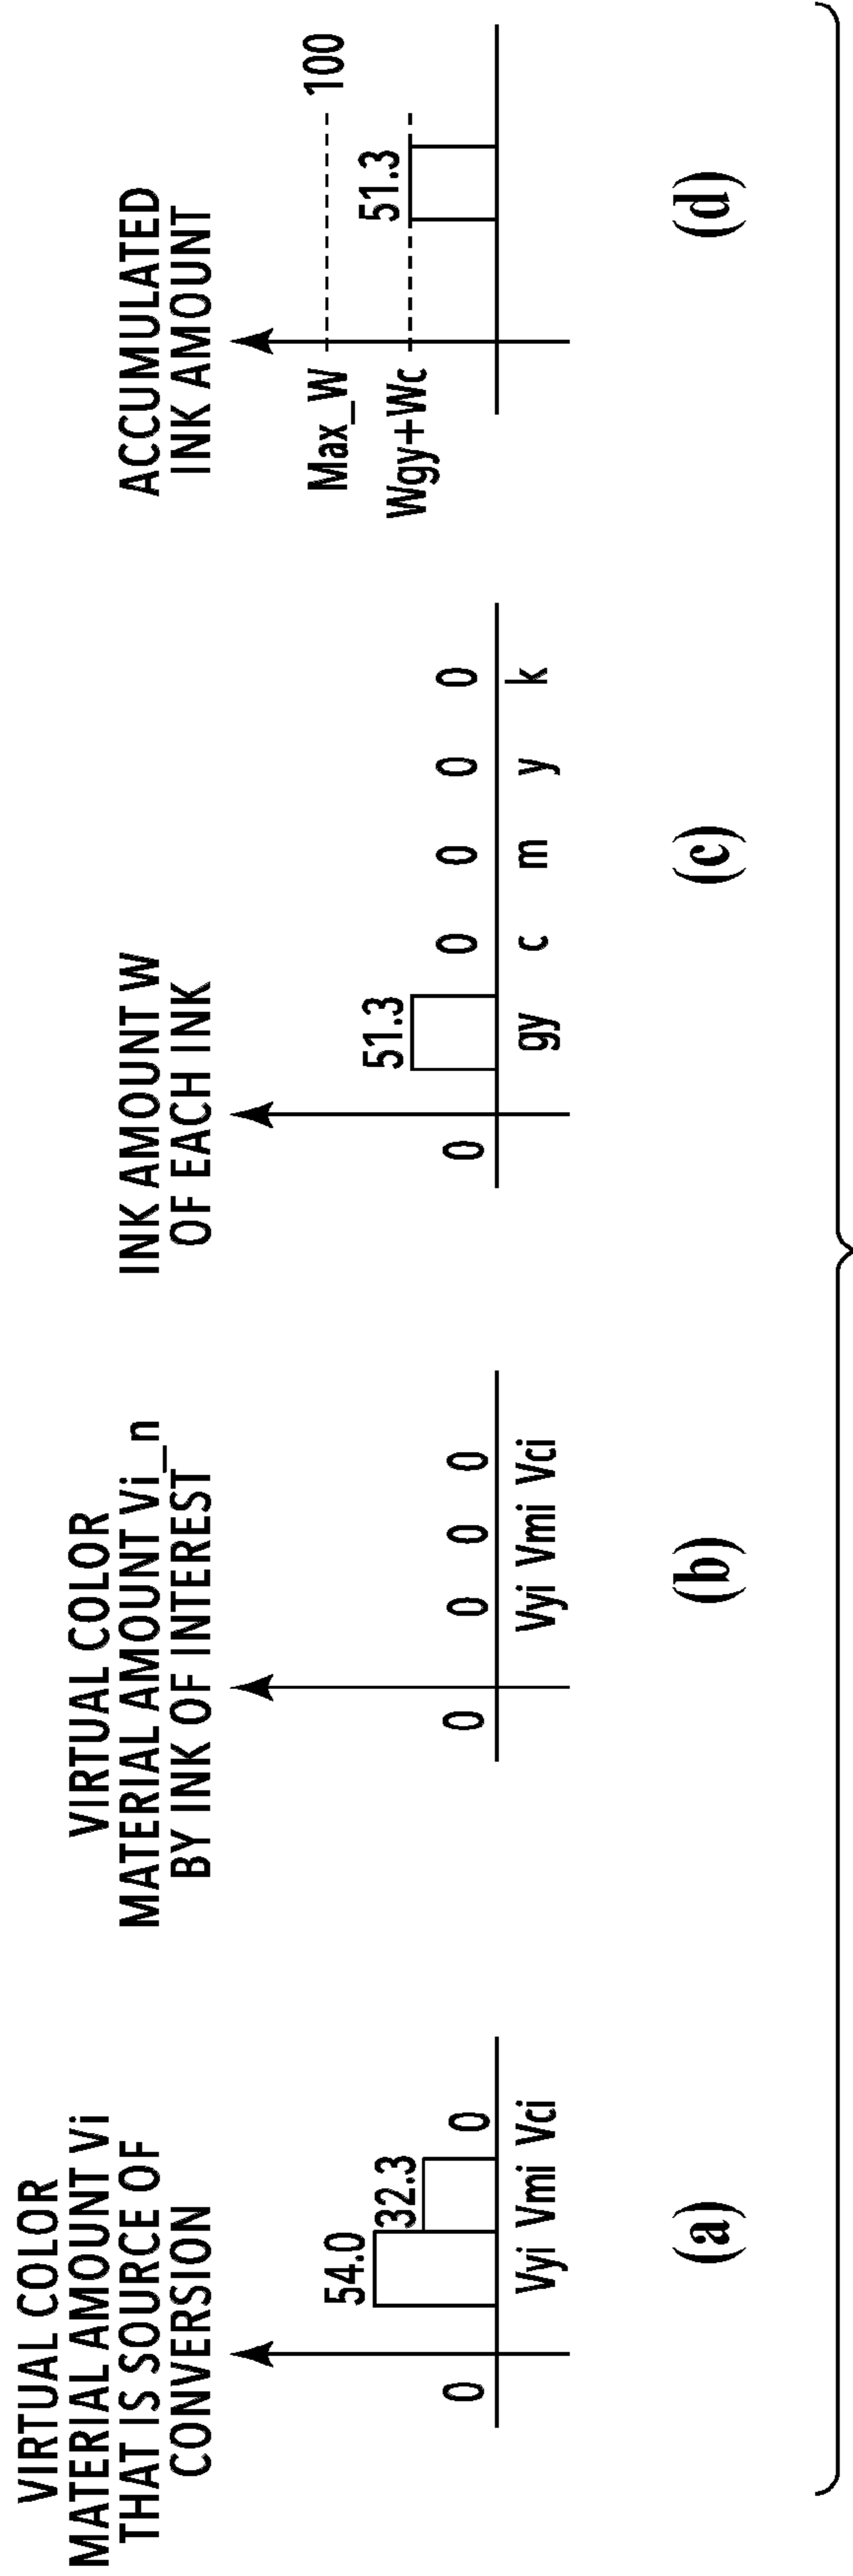 VIRTUAL COLOR
MATERIAL AMOUNT Vi
THAT IS SOURCE OF
CONVERSION
54.0
32.3
0
0
Vyi Vmi Vci
(a)
VIRTUAL COLOR
MATERIAL AMOUNT Vi_n
BY INK OF INTEREST
0
0 0 0
Vyi Vmi Vci
(b)
INK AMOUNT W
OF EACH INK
51.3
0
0 0 0 0
gy c m y k
(c)
ACCUMULATED
INK AMOUNT
Max_W 100
51.3
Wgy+Wc
(d)